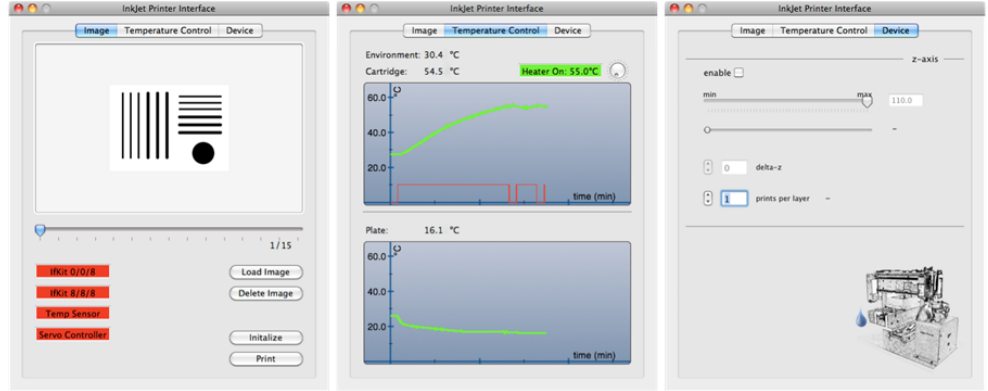 InkJet Printer Interface
Image Temperature Control Device
1/15
IfKit 0/0/8
Load Image
IfKit 8/8/8
Delete Image
Temp Sensor
Servo Controller
Initalize
Print
InkJet Printer Interface
Image Temperature Control Device
Environment: 30.4 °C
Cartridge: 54.5 °C
Heater On: 55.0°C
°C
60.0
40.0
20.0
time (min)
Plate: 16.1 °C
°C
60.0
40.0
20.0
time (min)
InkJet Printer Interface
Image Temperature Control Device
z-axis
enable
min max
110.0
-
0 delta-z
1 prints per layer -